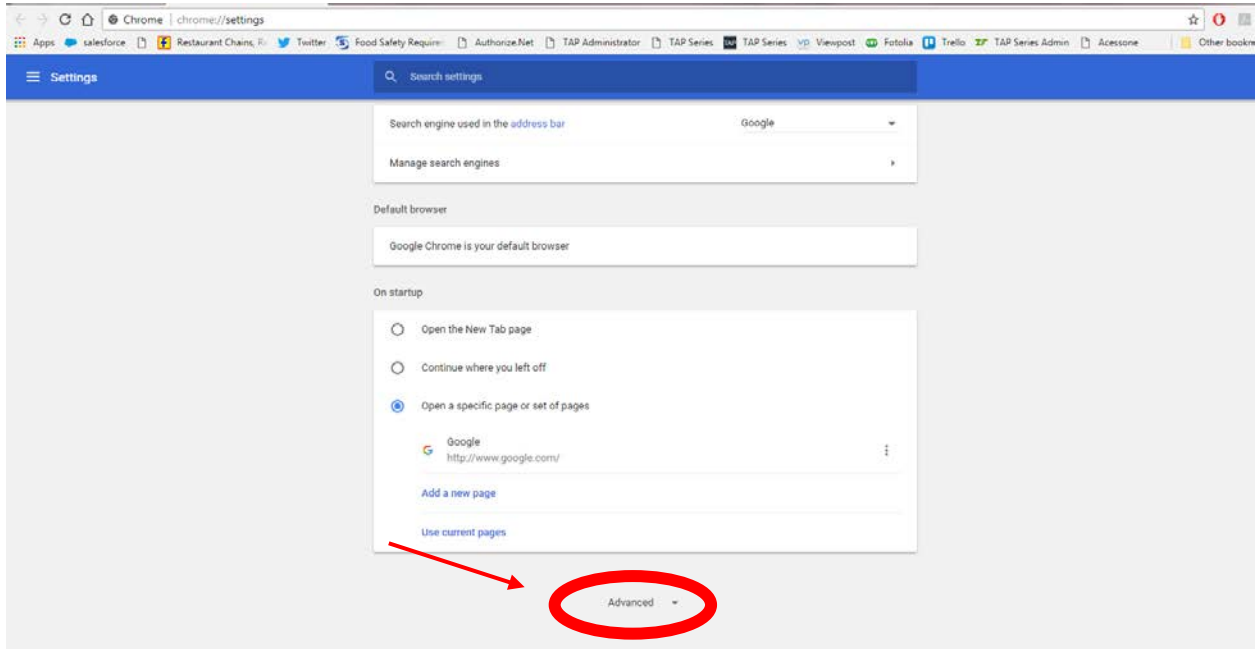 Chrome | chrome://settings
Apps salesforce Restaurant Chains, Twitter Food Safety Require Authorize.Net TAP Administrator TAP Series TAP TAP Series vp Viewpost Fotolia Trello TAP Series Admin Acessone Other bookm
Settings
Search settings
Search engine used in the address bar Google
Manage search engines
Default browser
Google Chrome is your default browser
On startup
Open the New Tab page
Continue where you left off
Open a specific page or set of pages
Google
http://www.google.com/
Add a new page
Use current pages
Advanced